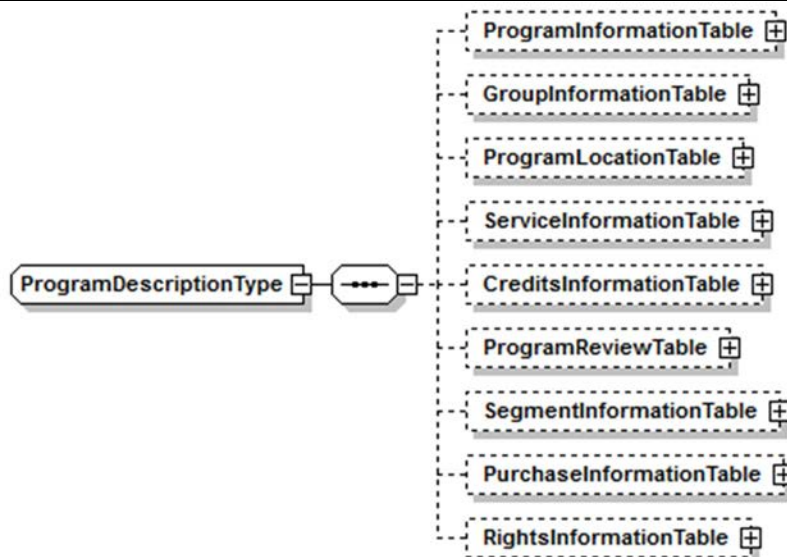 ProgramInformationTable
GroupInformationTable
ProgramLocationTable
ServiceInformationTable
ProgramDescriptionType
CreditsInformationTable
ProgramReviewTable
SegmentInformationTable
PurchaseInformationTable
RightsInformationTable